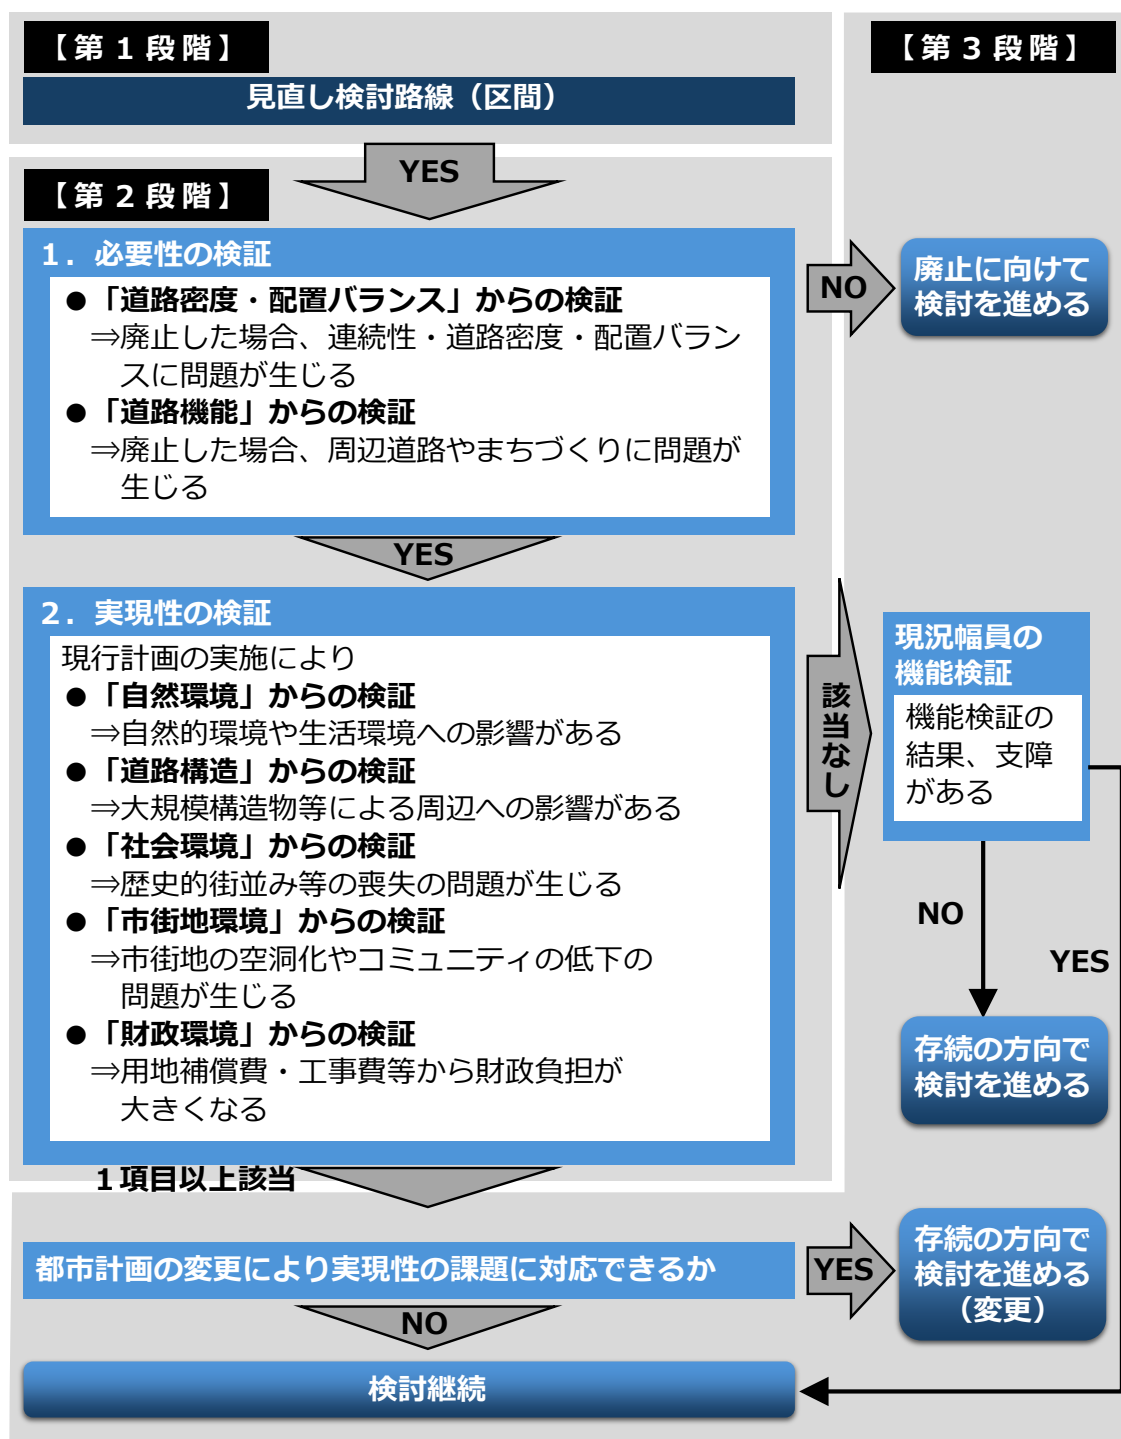 【第１段階】
見直し検討路線（区間）
YES
【第２段階】
１．必要性の検証
●「道路密度・配置バランス」からの検証
⇒廃止した場合、連続性・道路密度・配置バラン
スに問題が生じる
●「道路機能」からの検証
⇒廃止した場合、周辺道路やまちづくりに問題が
生じる
YES
２．実現性の検証
現行計画の実施により
●「自然環境」からの検証
⇒自然的環境や生活環境への影響がある
●「道路構造」からの検証
⇒大規模構造物等による周辺への影響がある
●「社会環境」からの検証
⇒歴史的街並み等の喪失の問題が生じる
●「市街地環境」からの検証
⇒市街地の空洞化やコミュニティの低下の
問題が生じる
●「財政環境」からの検証
⇒用地補償費・工事費等から財政負担が
大きくなる
１項目以上該当
都市計画の変更により実現性の課題に対応できるか
NO
検討継続
【第３段階】
NO
廃止に向けて
検討を進める
該当なし
現況幅員の
機能検証
機能検証の
結果、支障
がある
NO
YES
存続の方向で
検討を進める
YES
存続の方向で
検討を進める
（変更）